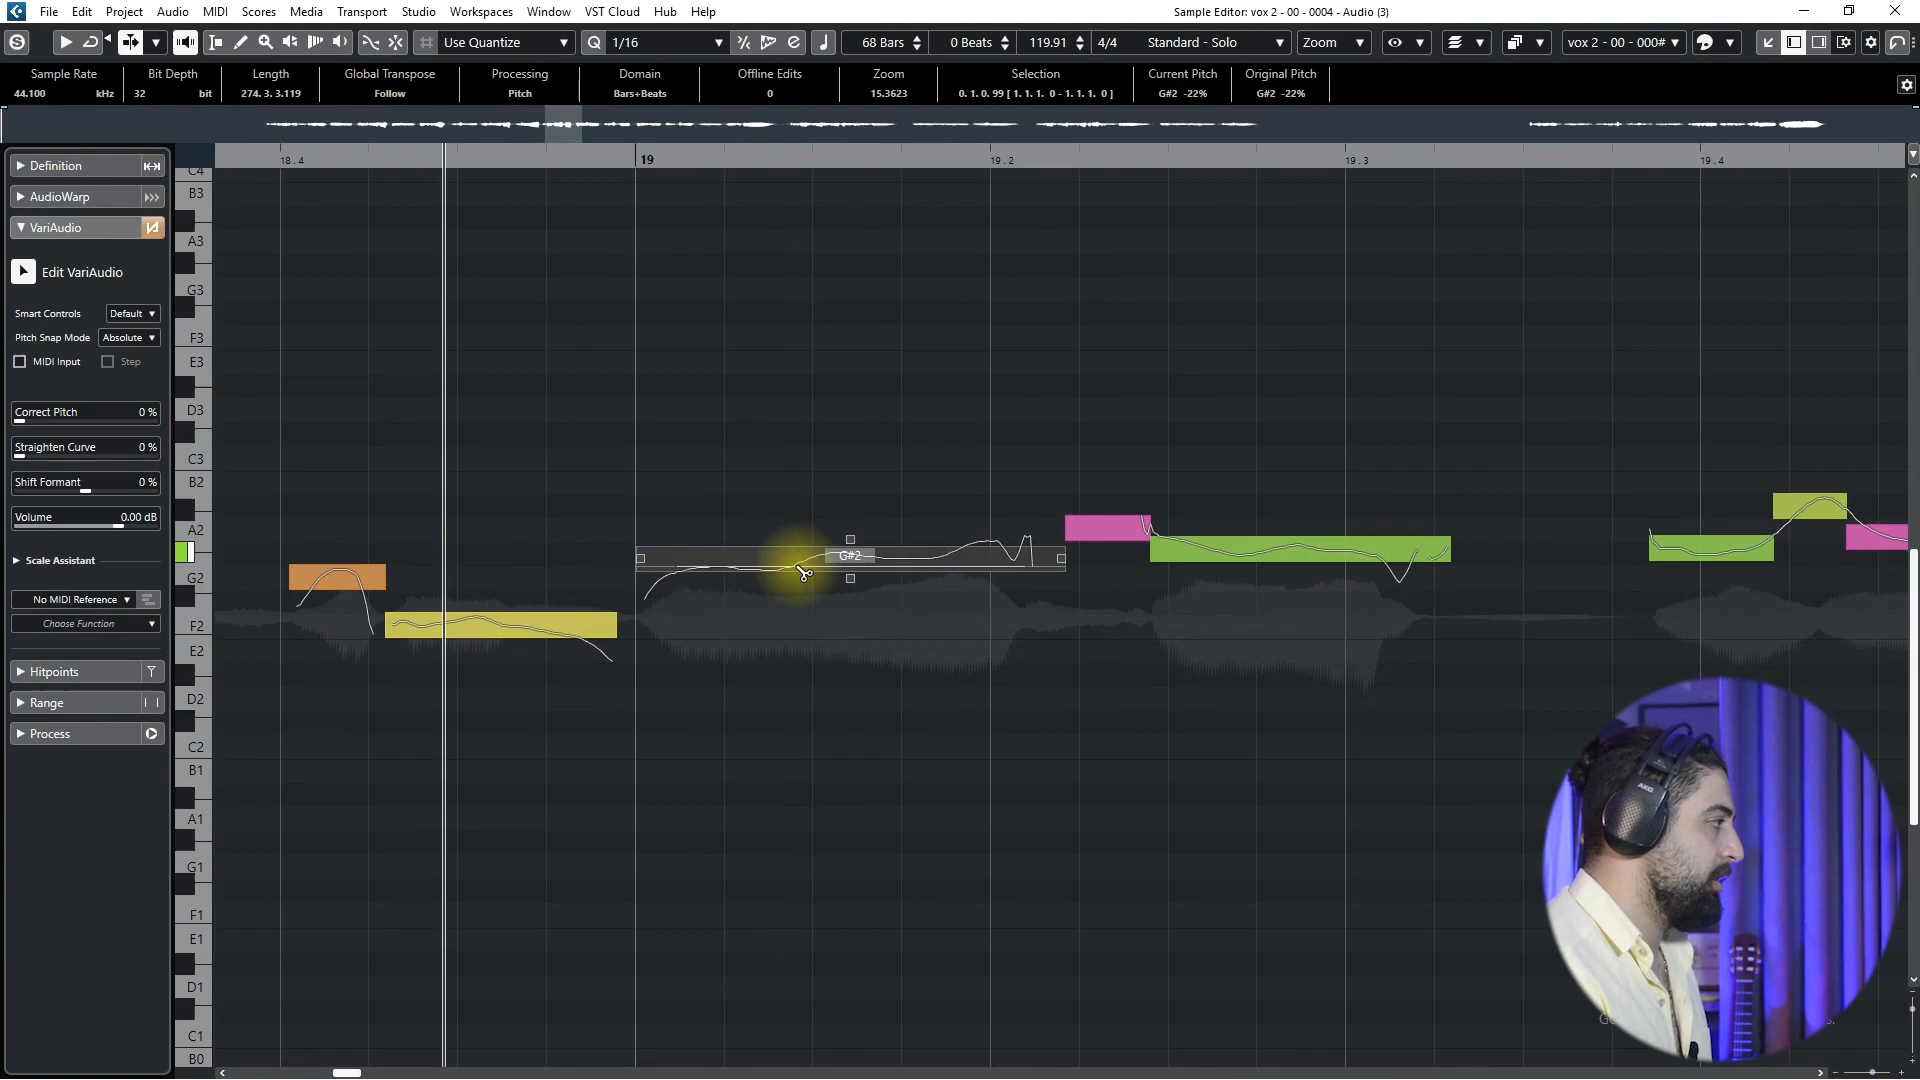 File Edit Project Audio MIDI Scores Media Transport Studio Workspaces Window VST Cloud Hub Help
Sample Editor: vox 2 - 00 - 0004 - Audio (3)
Use Quantize
1/16
68 Bars
0 Beats
119.91
4/4
Standard - Solo
Zoom
vox 2 - 00 - 000#
Sample Rate Bit Depth Length Global Transpose Processing Domain Offline Edits Zoom Selection Current Pitch Original Pitch
44.100 kHz 32 bit 274. 3. 3.119 Follow Pitch Bars+Beats 0 15.3623 0. 1. 0. 99 [ 1. 1. 1. 0 - 1. 1. 1. 0 ] G#2 -22% G#2 -22%
18.4
19
19.2
19.3
19.4
Definition
AudioWarp
VariAudio
Edit VariAudio
Smart Controls Default
Pitch Snap Mode Absolute
MIDI Input Step
Correct Pitch 0 %
Straighten Curve 0 %
Shift Formant 0 %
Volume 0.00 dB
Scale Assistant
No MIDI Reference
Choose Function
Hitpoints
Range
Process
C4
B3
A3
G3
F3
E3
D3
C3
B2
A2
G2
F2
E2
D2
C2
B1
A1
G1
F1
E1
D1
C1
B0
G#2
AKG